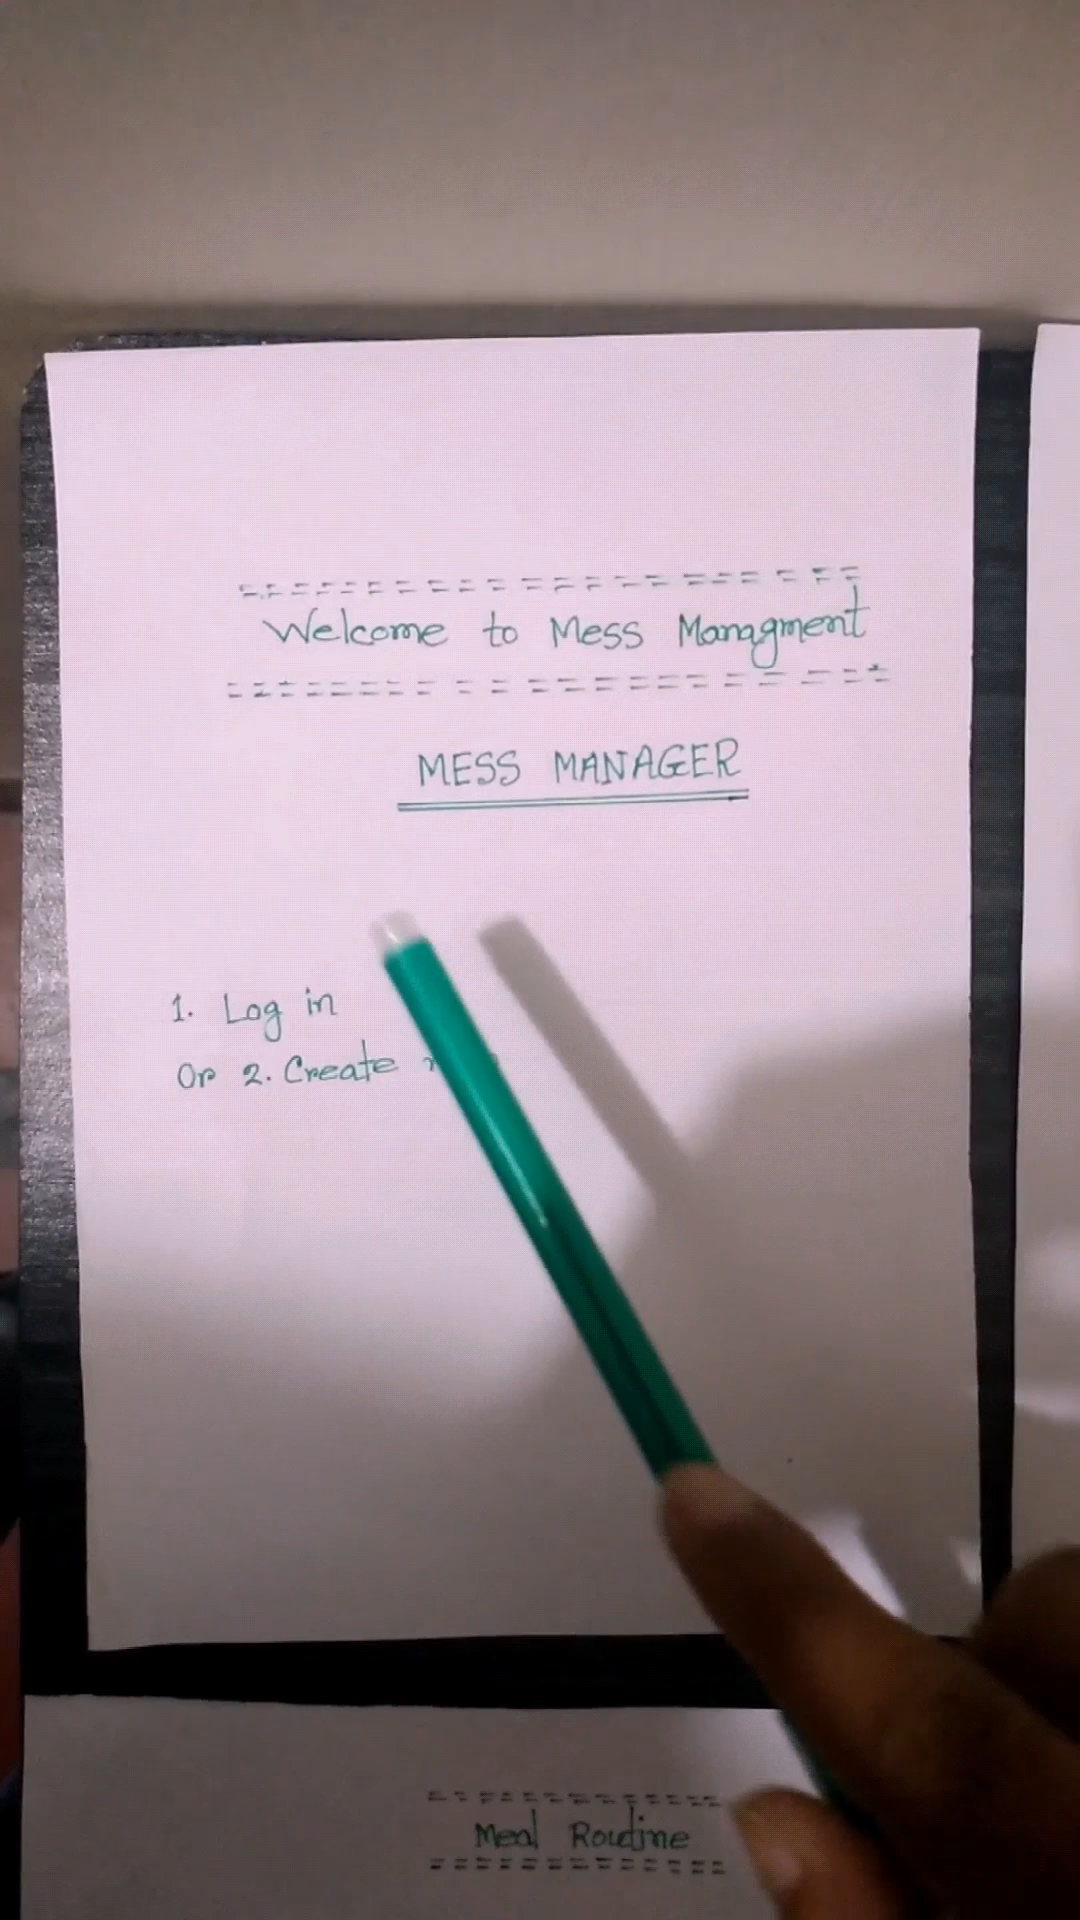 Welcome to Mess Managment
MESS MANAGER
1. Log in
Or 2. Create
Meal Routine